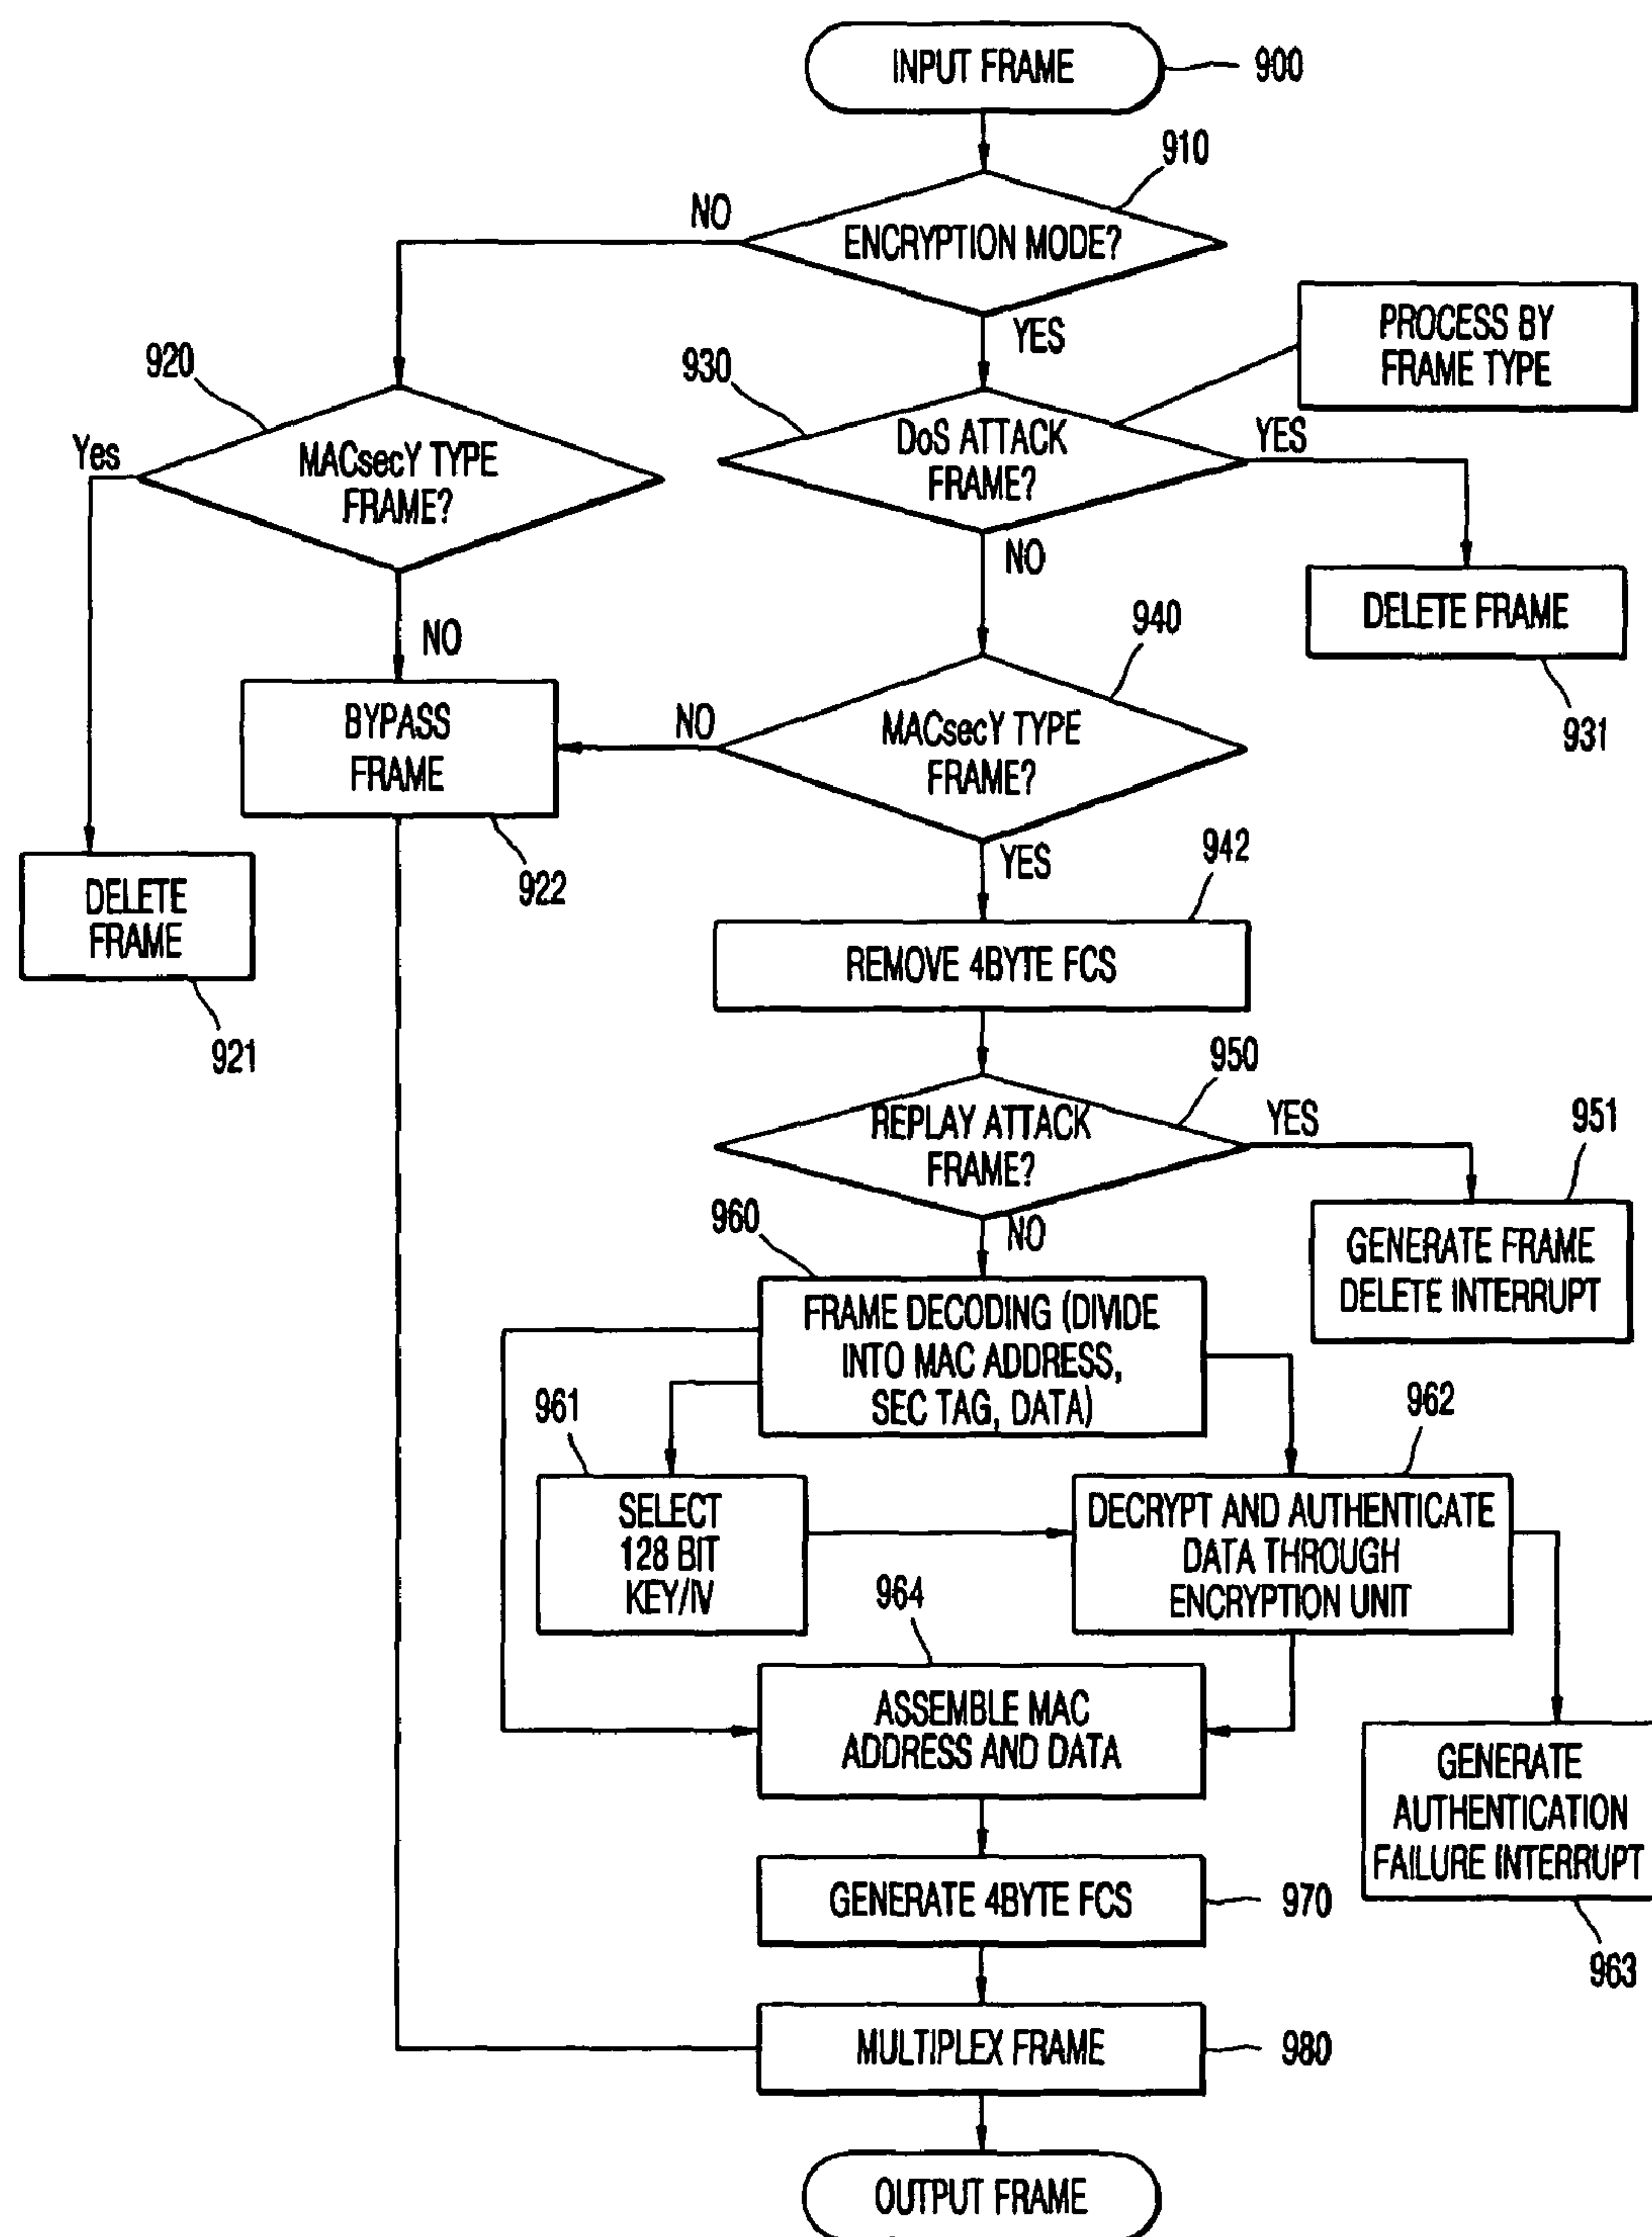 INPUT FRAME
900
910
NO
ENCRYPTION MODE?
YES
PROCESS BY
FRAME TYPE
920
930
Yes
MACsecY TYPE
FRAME?
DoS ATTACK
FRAME?
YES
NO
NO
DELETE FRAME
931
940
BYPASS
FRAME
922
NO
MACsecY TYPE
FRAME?
YES
DELETE
FRAME
921
942
REMOVE 4BYTE FCS
950
REPLAY ATTACK
FRAME?
YES
951
NO
GENERATE FRAME
DELETE INTERRUPT
960
FRAME DECODING (DIVIDE
INTO MAC ADDRESS,
SEC TAG, DATA)
961
962
SELECT
128 BIT
KEY/IV
DECRYPT AND AUTHENTICATE
DATA THROUGH
ENCRYPTION UNIT
964
ASSEMBLE MAC
ADDRESS AND DATA
GENERATE
AUTHENTICATION
FAILURE INTERRUPT
963
GENERATE 4BYTE FCS
970
MULTIPLEX FRAME
980
OUTPUT FRAME